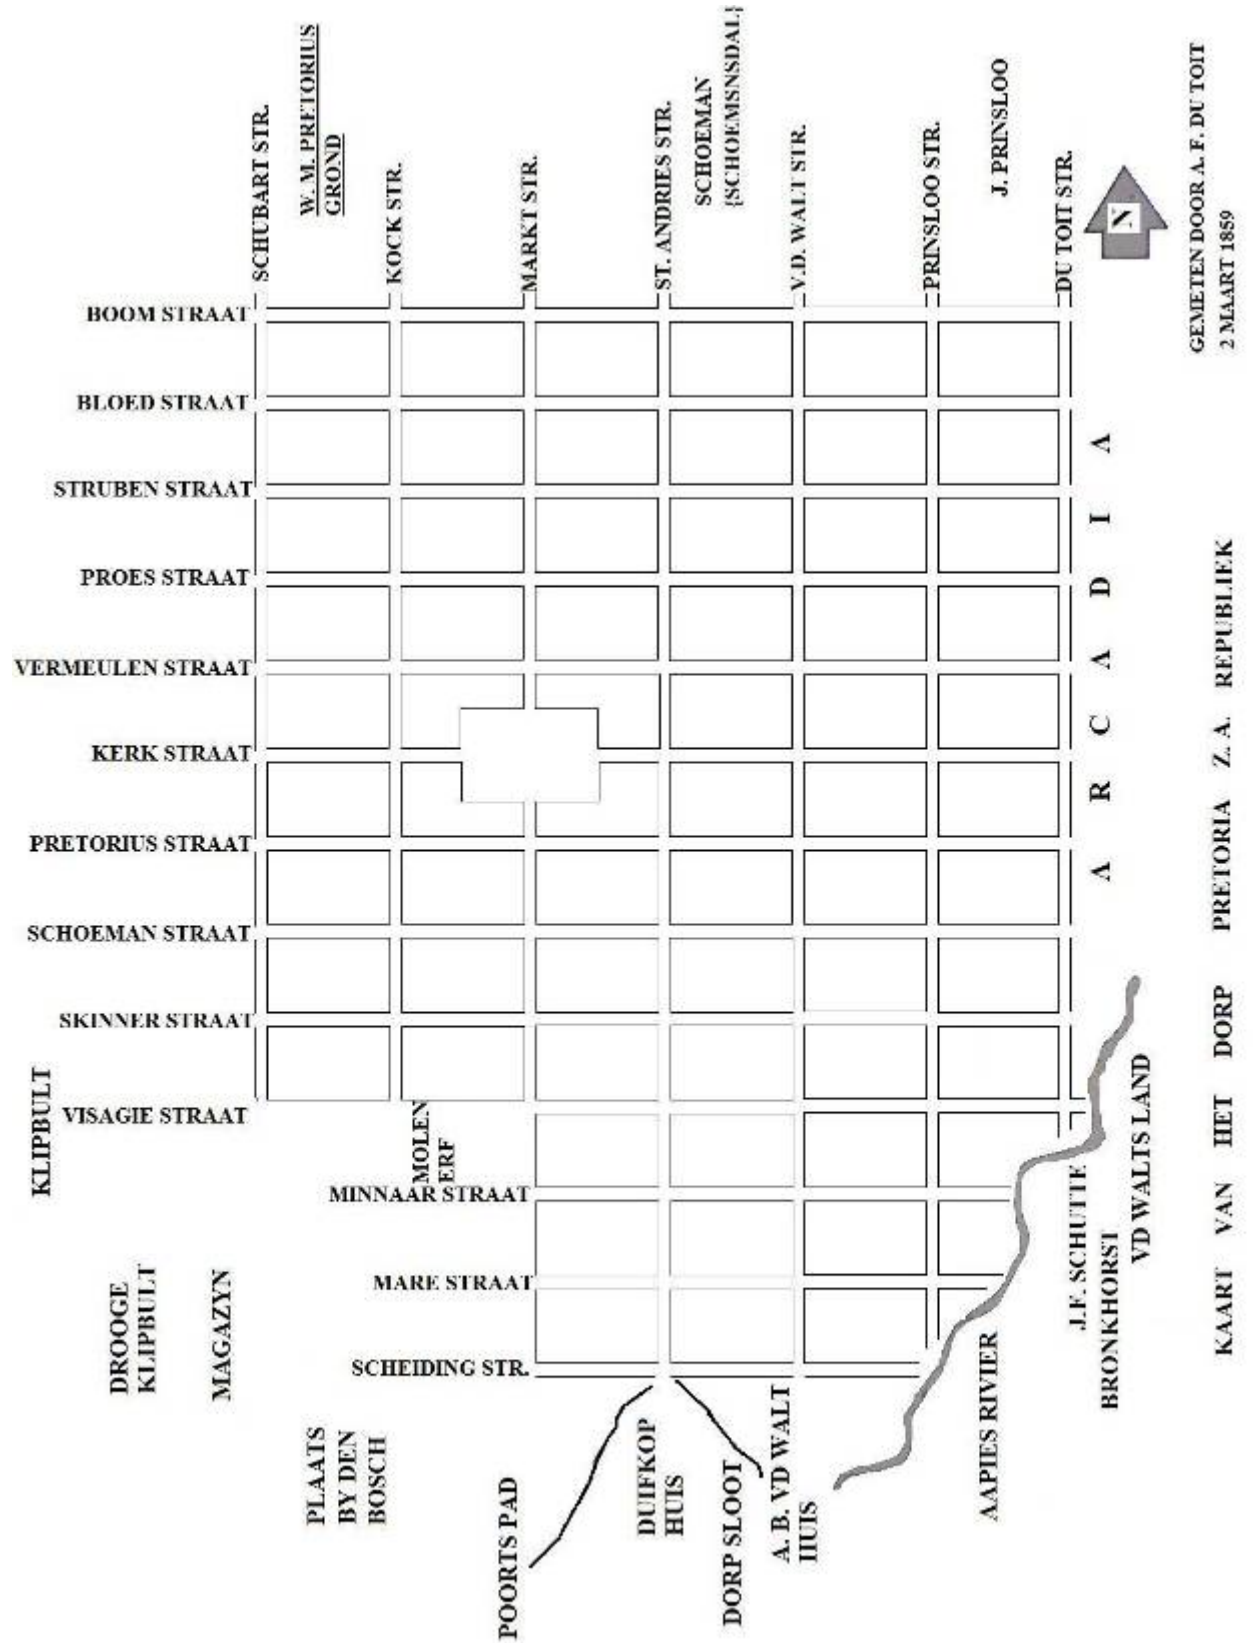 SCHUBART STR.
W. M. PRETORIUS
GROND
KOCK STR.
MARKT STR.
ST. ANDRIES STR.
SCHOEMAN
{SCHOEMSNSDAL}
V.D. WALT STR.
PRINSLOO STR.
J. PRINSLOO
DU TOIT STR.
N
GEMETEN DOOR A. F. DU TOIT
2 MAART 1859
BOOM STRAAT
BLOED STRAAT
STRUBEN STRAAT
PROES STRAAT
VERMEULEN STRAAT
KERK STRAAT
PRETORIUS STRAAT
SCHOEMAN STRAAT
SKINNER STRAAT
VISAGIE STRAAT
MINNAAR STRAAT
MARE STRAAT
SCHEIDING STR.
ARCADIA
KLIPBULT
MOLEN
ERF
DROOGE
KLIPBULT
MAGAZYN
PLAATS
BY DEN
BOSCH
POORTS PAD
DUIFKOP
HUIS
DORP SLOOT
A. B. VD WALT
HUIS
AAPIES RIVIER
J.F. SCHUTTE
BRONKHORST
VD WALTS LAND
KAART VAN HET DORP PRETORIA Z. A. REPUBLIEK